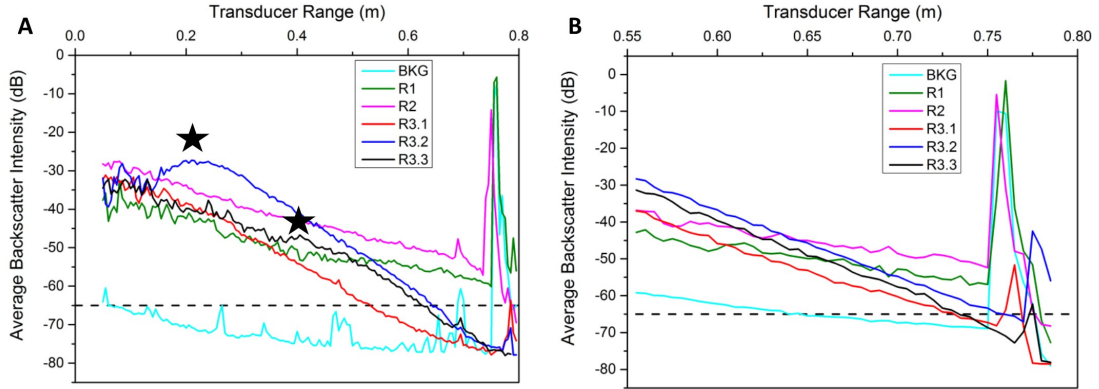 A
Transducer Range (m)
0.0 0.2 0.4 0.6 0.8
Average Backscatter Intensity (dB)
0
-10
-20
-30
-40
-50
-60
-70
-80
BKG
R1
R2
R3.1
R3.2
R3.3
B
Transducer Range (m)
0.55 0.60 0.65 0.70 0.75 0.80
Average Backscatter Intensity (dB)
0
-10
-20
-30
-40
-50
-60
-70
-80
BKG
R1
R2
R3.1
R3.2
R3.3